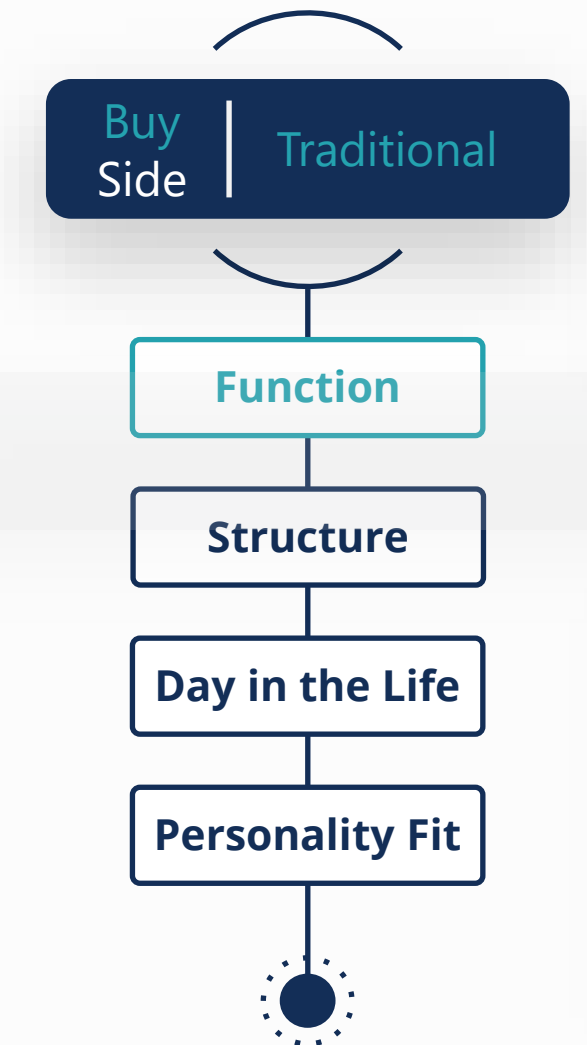 Buy
Side
Traditional
Function
Structure
Day in the Life
Personality Fit